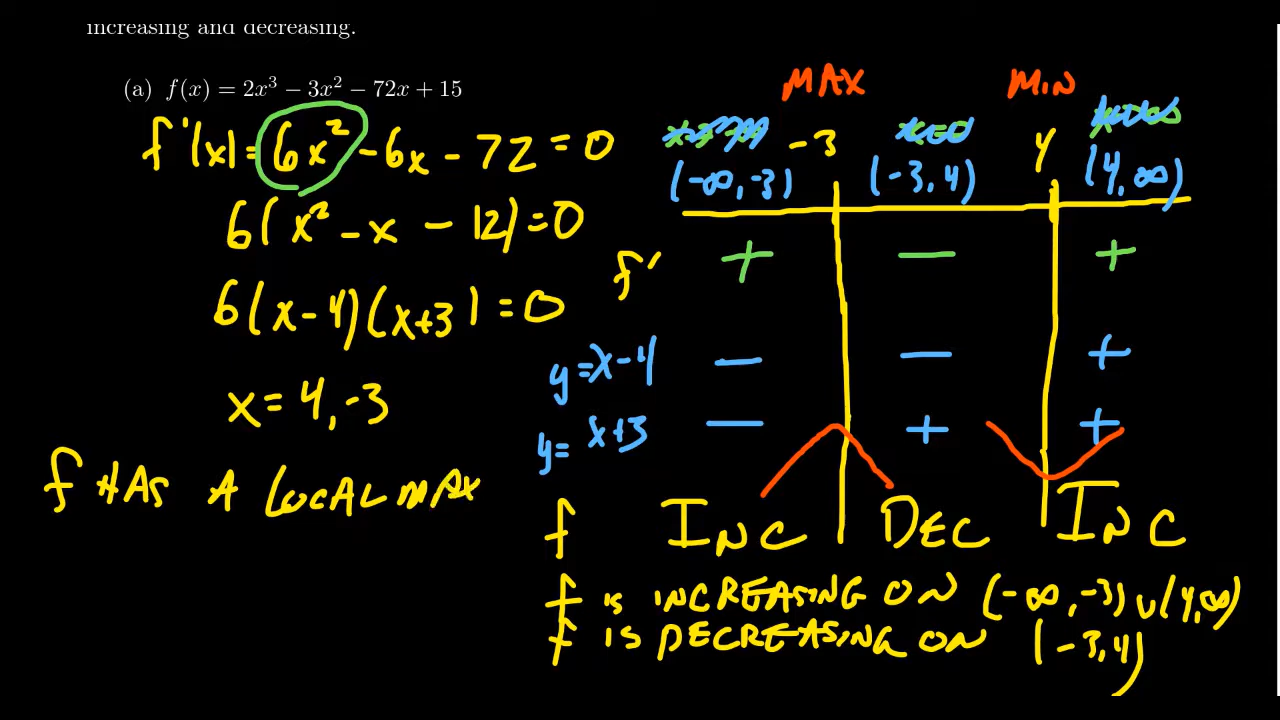 increasing and decreasing.
(a) f(x) = 2x³ − 3x² − 72x + 15
f'(x) = 6x² - 6x - 72 = 0
6(x² - x - 12) = 0
6(x-4)(x+3) = 0
x = 4, -3
f HAS A LOCAL MAX
MAX MIN
-3 4
(-∞, -3) (-3, 4) (4, ∞)
f' + − +
y = x-4 − − +
y = x+3 − + +
f INC DEC INC
f is INCREASING ON (-∞, -3) ∪ (4, ∞)
f is DECREASING ON (-3, 4)